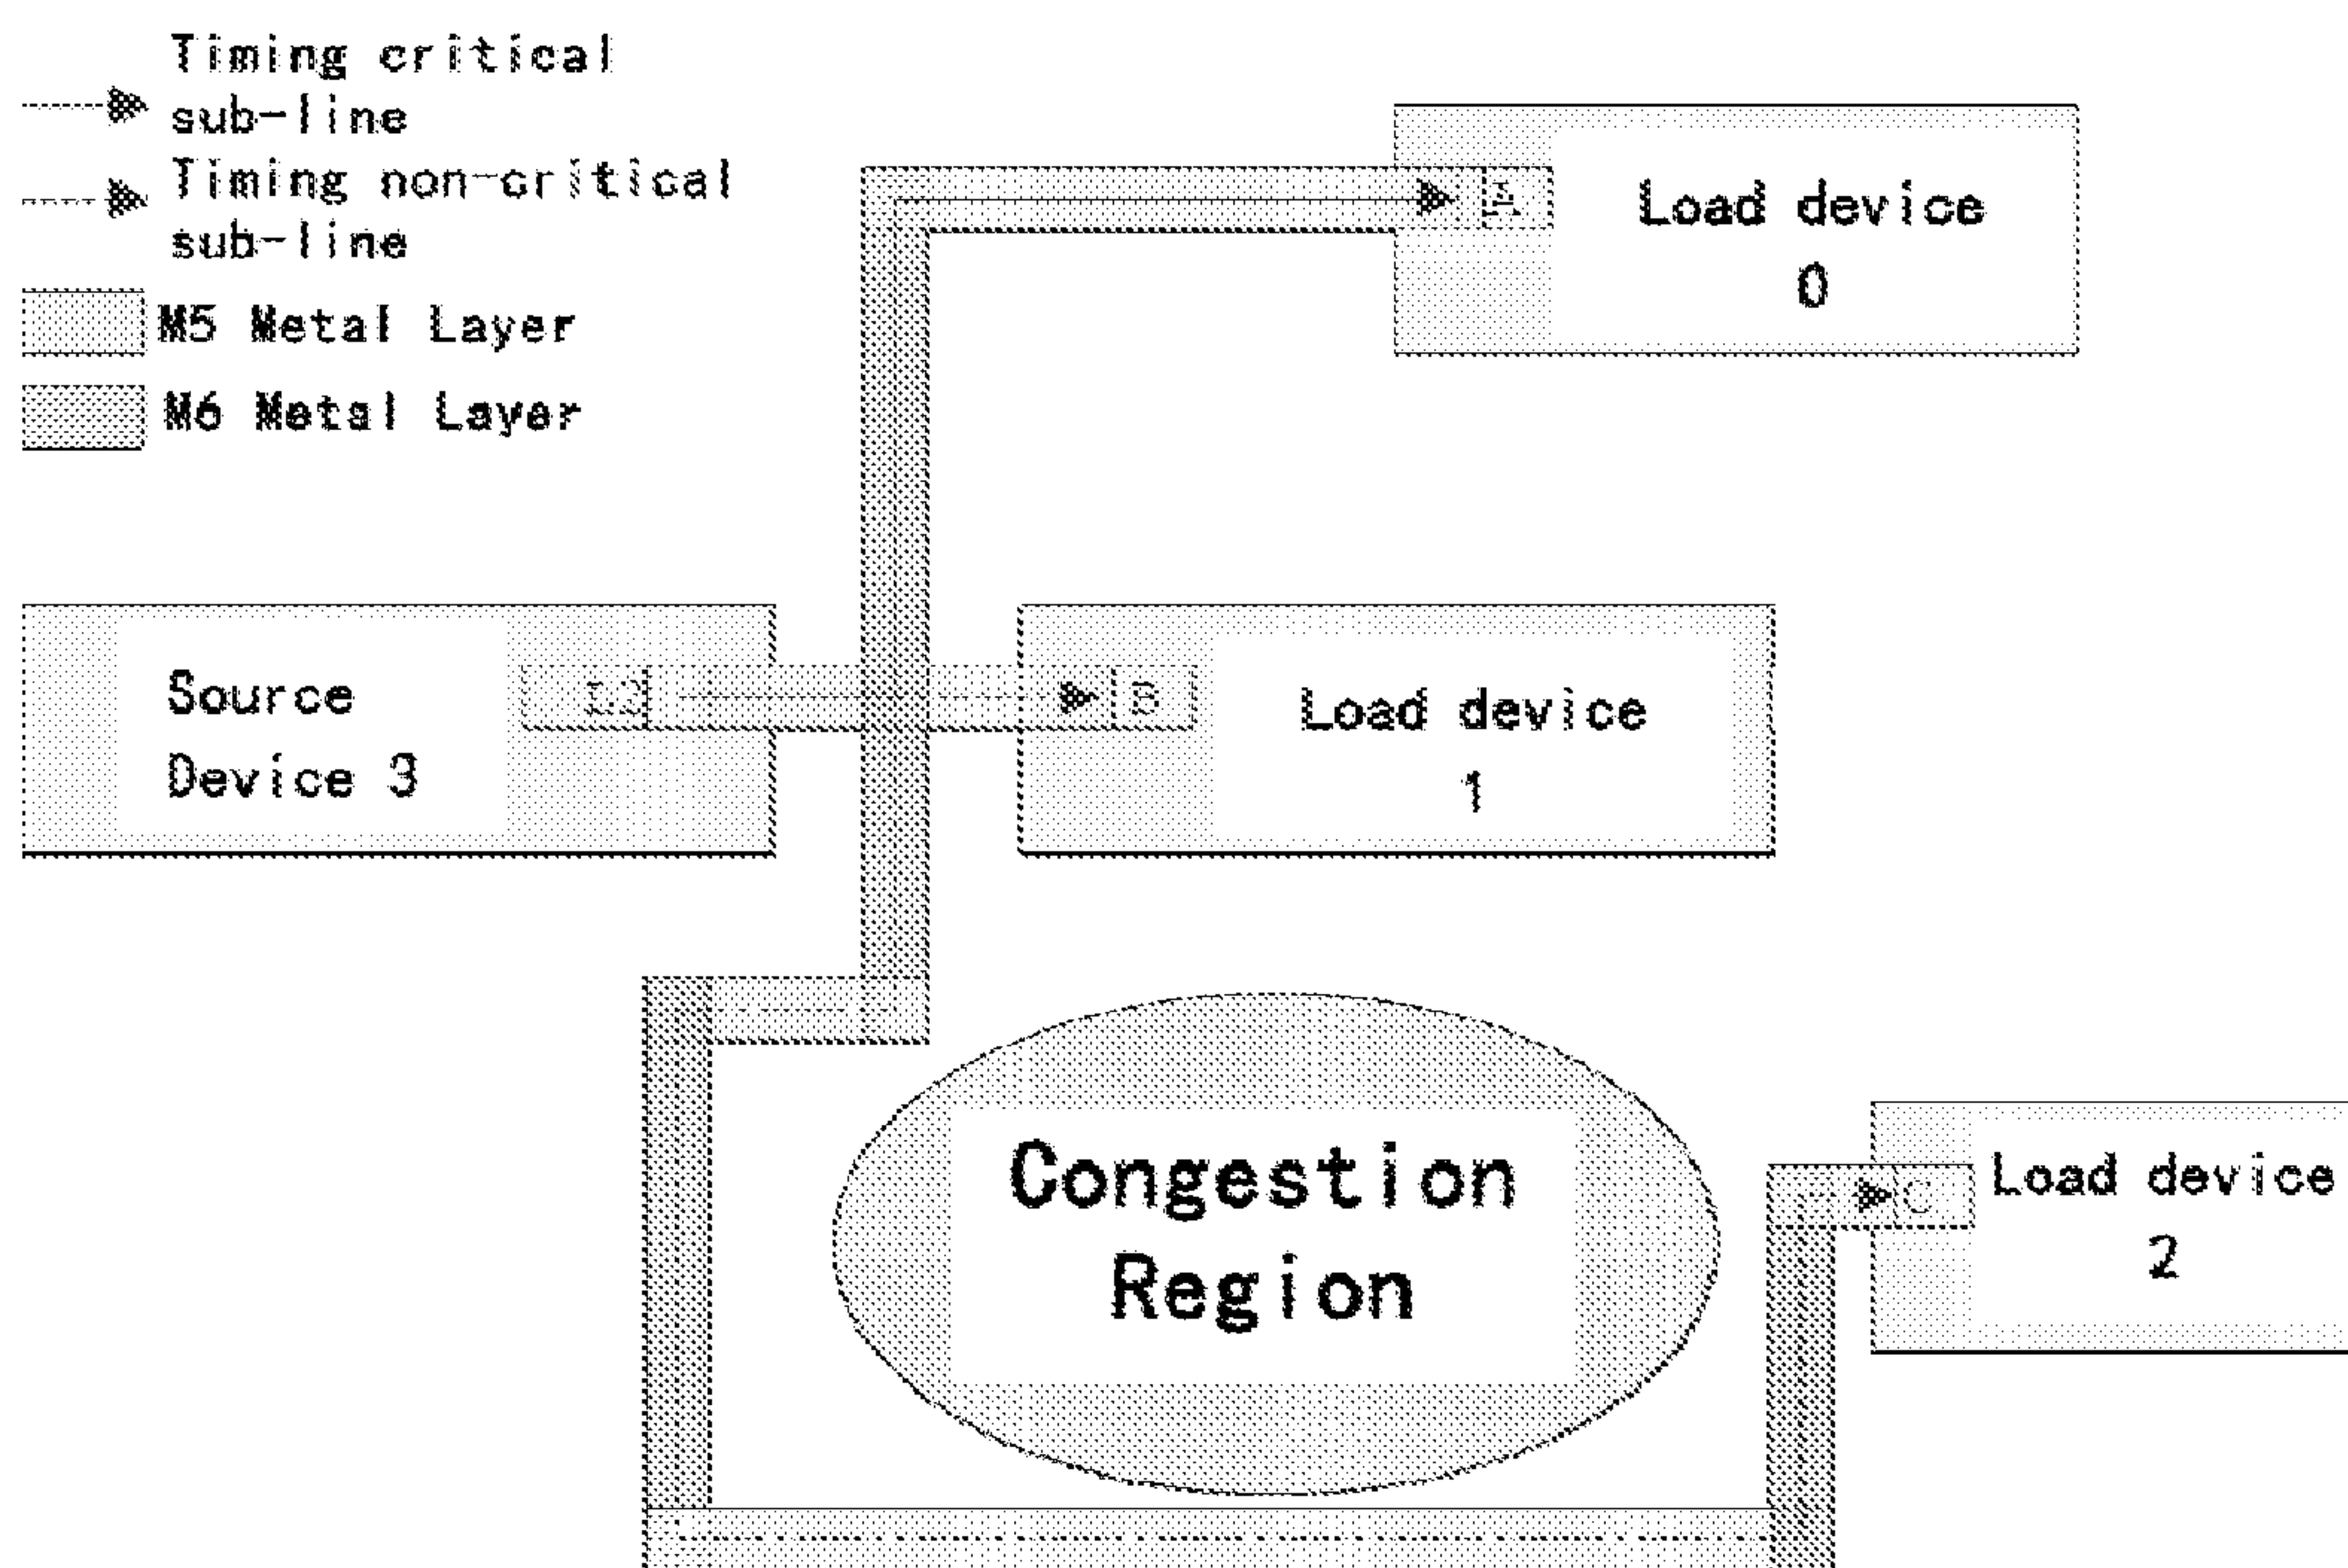 Timing critical
sub-line
Timing non-critical
sub-line
M5 Metal Layer
M6 Metal Layer
Load device
0
Source
Device 3
B
Load device
1
Congestion
Region
C
Load device
2